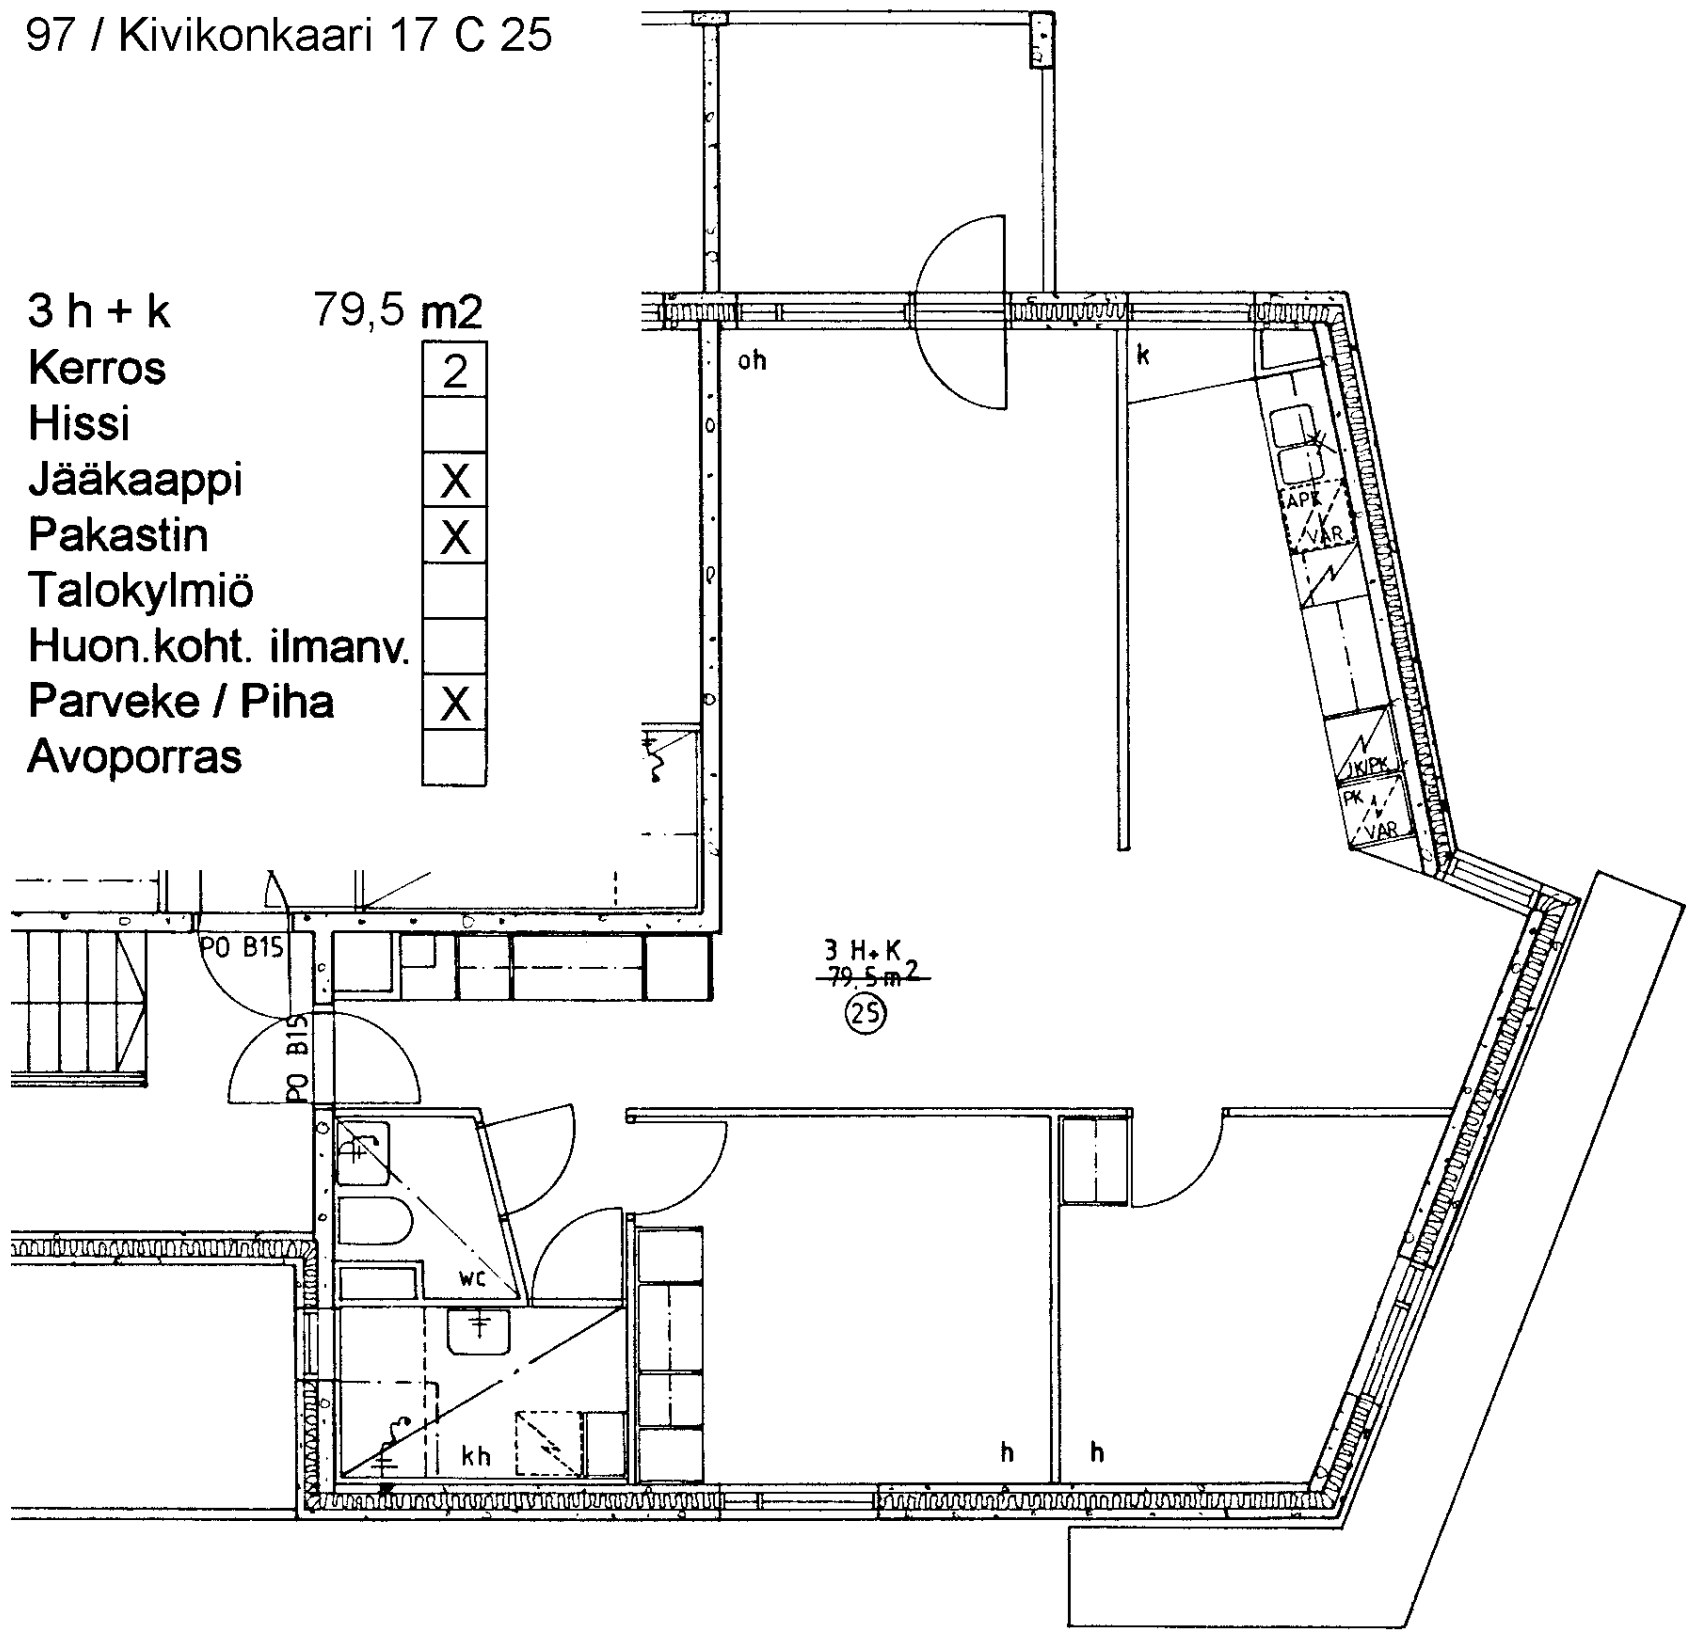 97 / Kivikonkaari 17 C 25
3 h + k 79,5 m2
Kerros 2
Hissi
Jääkaappi X
Pakastin X
Talokylmiö
Huon.koht. ilmanv.
Parveke / Piha X
Avoporras
oh
k
APK
VAR
JK/PK
PK
VAR
PO B15
PO B15
3 H+K
79,5 m2
25
WC
kh
h
h